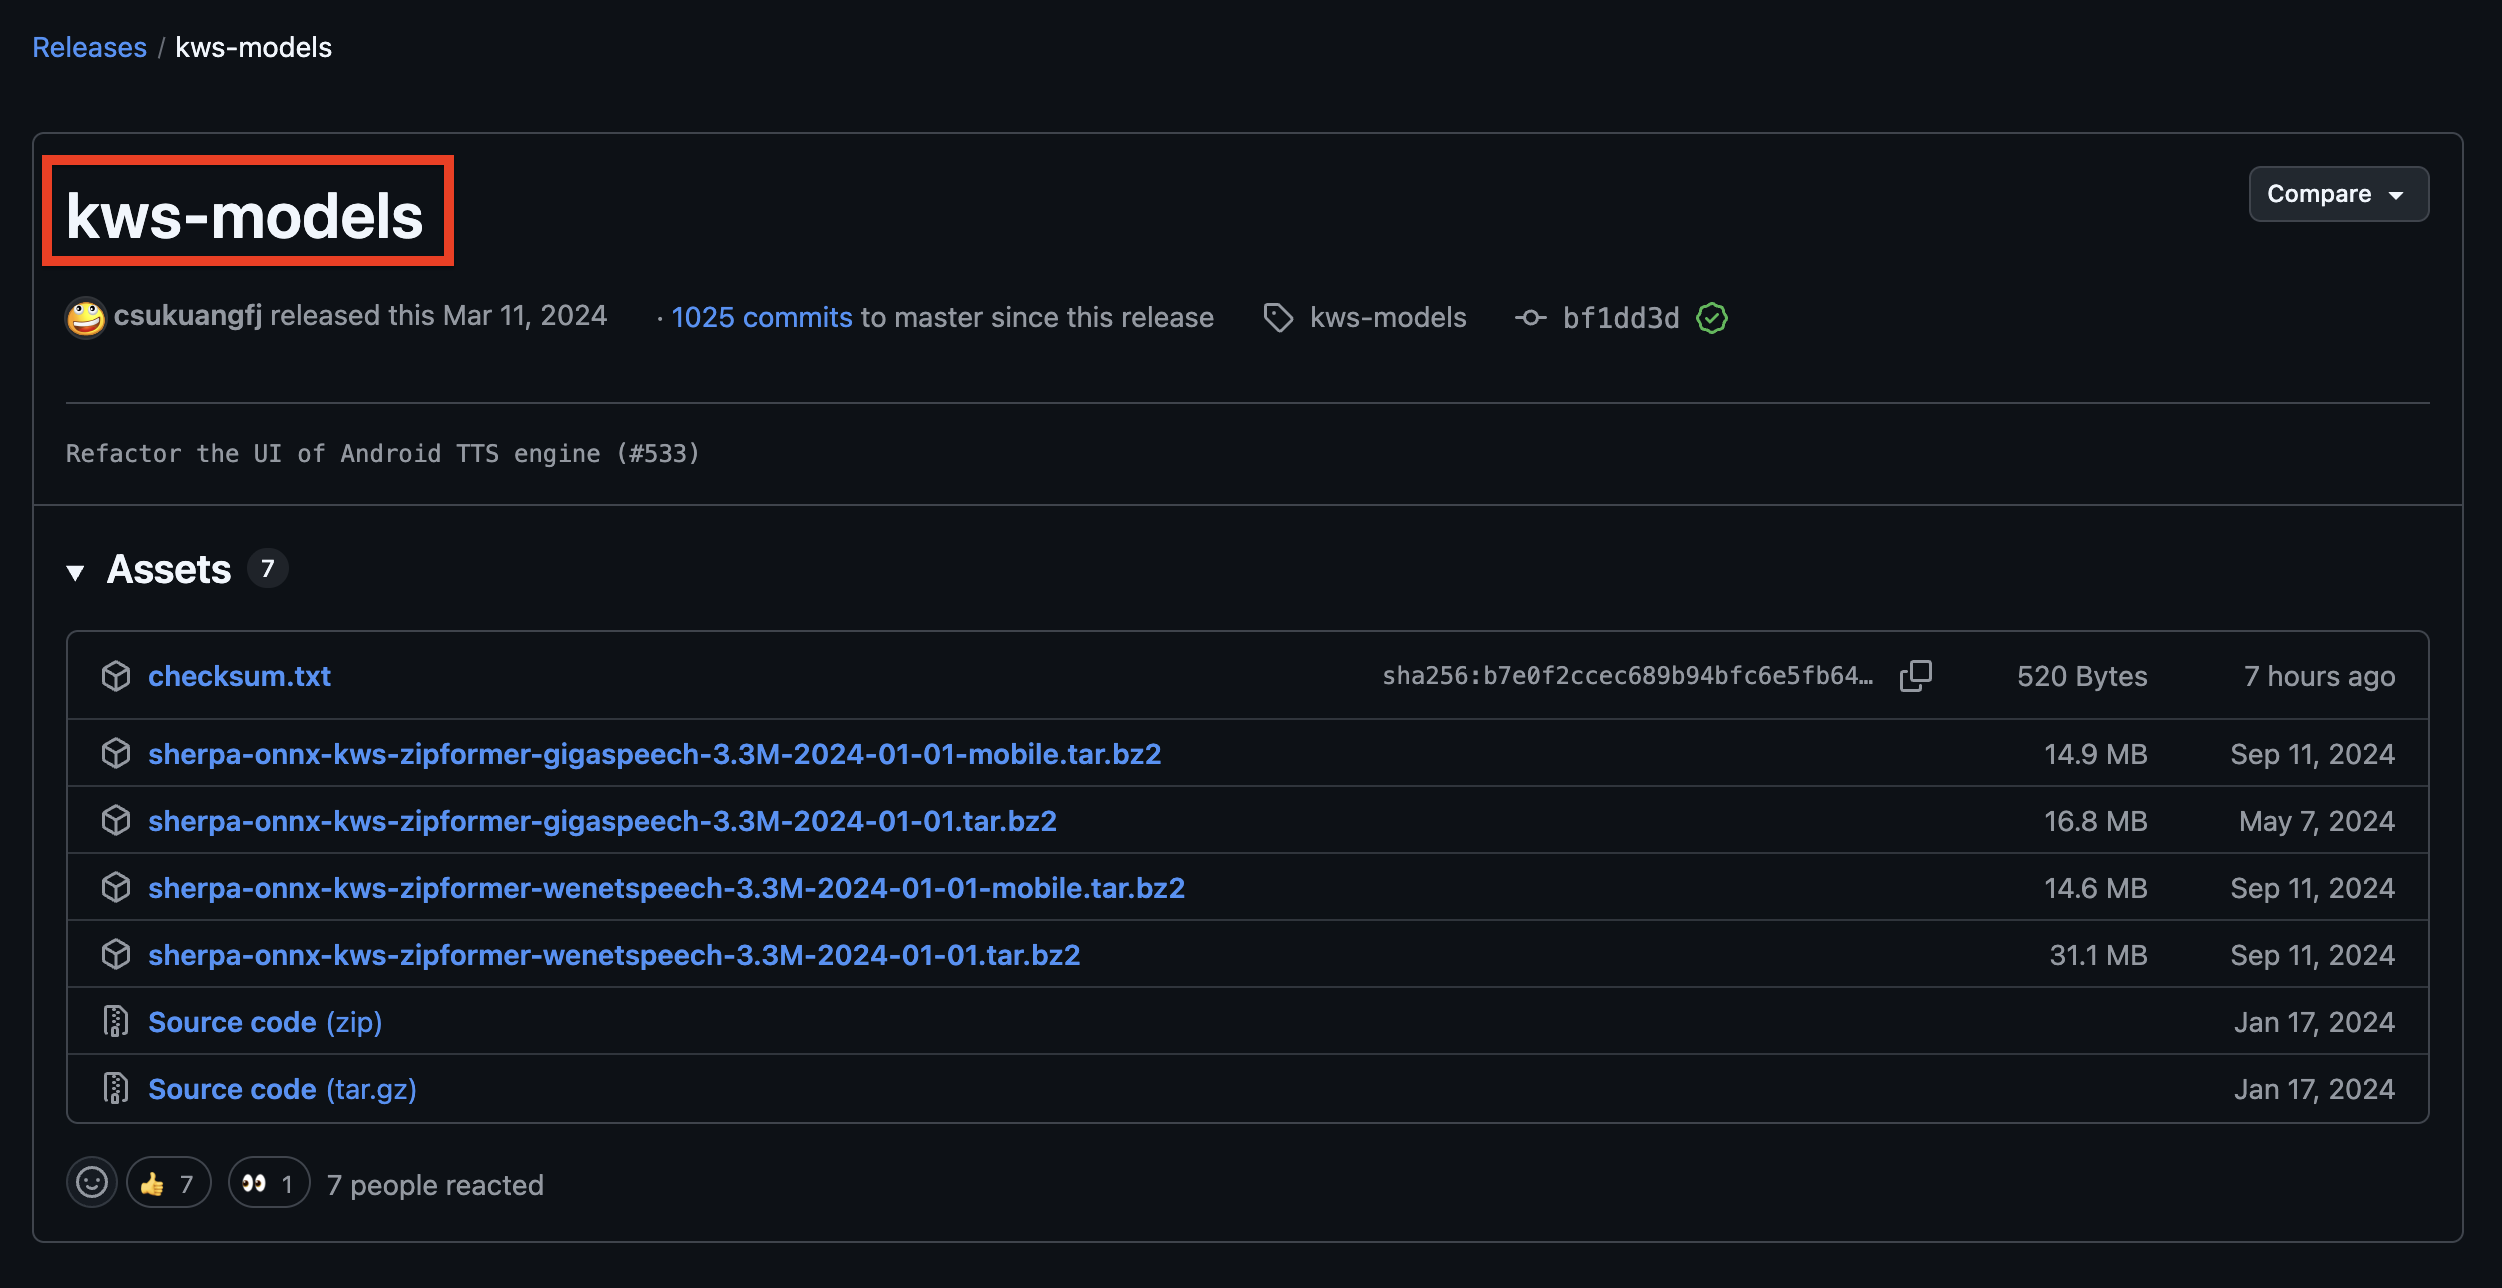 Releases / kws-models
kws-models
Compare
csukuangfj released this Mar 11, 2024 · 1025 commits to master since this release kws-models bf1dd3d
Refactor the UI of Android TTS engine (#533)
Assets 7
checksum.txt sha256:b7e0f2ccec689b94bfc6e5fb64… 520 Bytes 7 hours ago
sherpa-onnx-kws-zipformer-gigaspeech-3.3M-2024-01-01-mobile.tar.bz2 14.9 MB Sep 11, 2024
sherpa-onnx-kws-zipformer-gigaspeech-3.3M-2024-01-01.tar.bz2 16.8 MB May 7, 2024
sherpa-onnx-kws-zipformer-wenetspeech-3.3M-2024-01-01-mobile.tar.bz2 14.6 MB Sep 11, 2024
sherpa-onnx-kws-zipformer-wenetspeech-3.3M-2024-01-01.tar.bz2 31.1 MB Sep 11, 2024
Source code (zip) Jan 17, 2024
Source code (tar.gz) Jan 17, 2024
👍 7 👀 1 7 people reacted